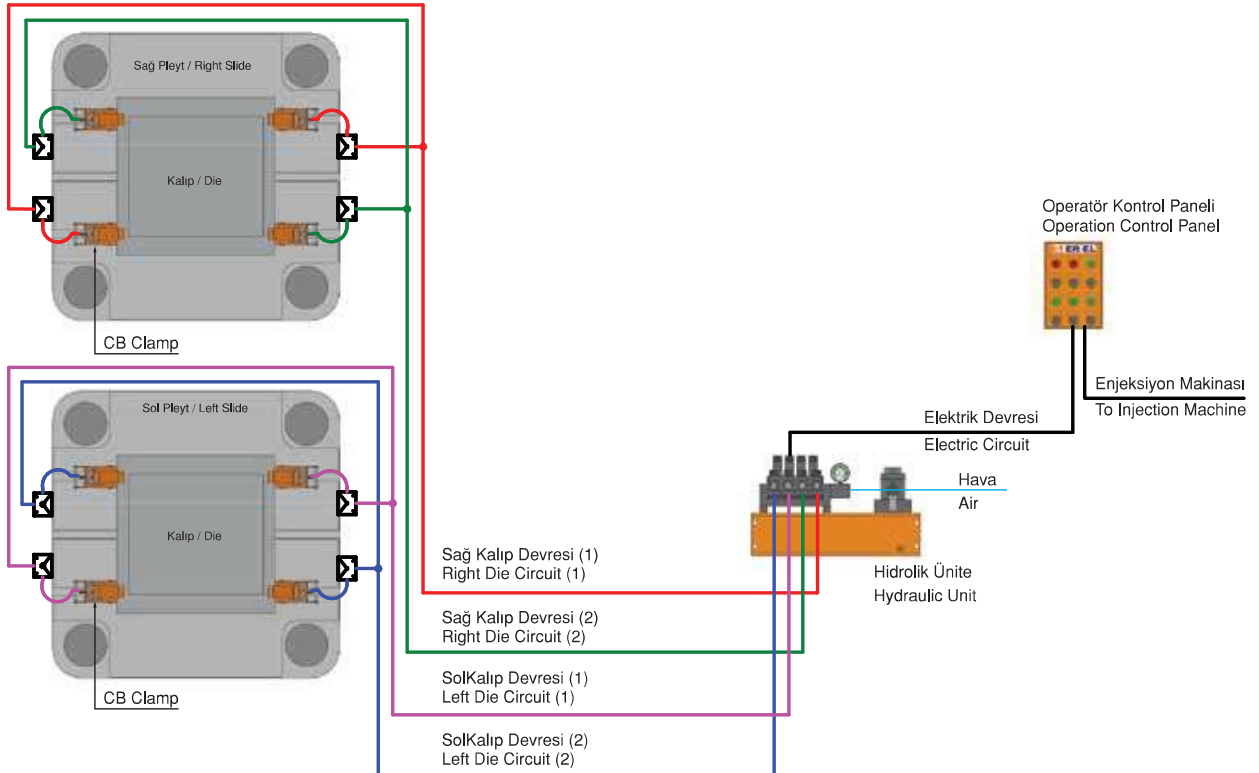 Sağ Pleyt / Right Slide
Kalıp / Die
CB Clamp
Sol Pleyt / Left Slide
Kalıp / Die
CB Clamp
Sağ Kalıp Devresi (1)
Right Die Circuit (1)
Sağ Kalıp Devresi (2)
Right Die Circuit (2)
SolKalıp Devresi (1)
Left Die Circuit (1)
SolKalıp Devresi (2)
Left Die Circuit (2)
Operatör Kontrol Paneli
Operation Control Panel
ER-EL
Enjeksiyon Makinası
To Injection Machine
Elektrik Devresi
Electric Circuit
Hava
Air
Hidrolik Ünite
Hydraulic Unit